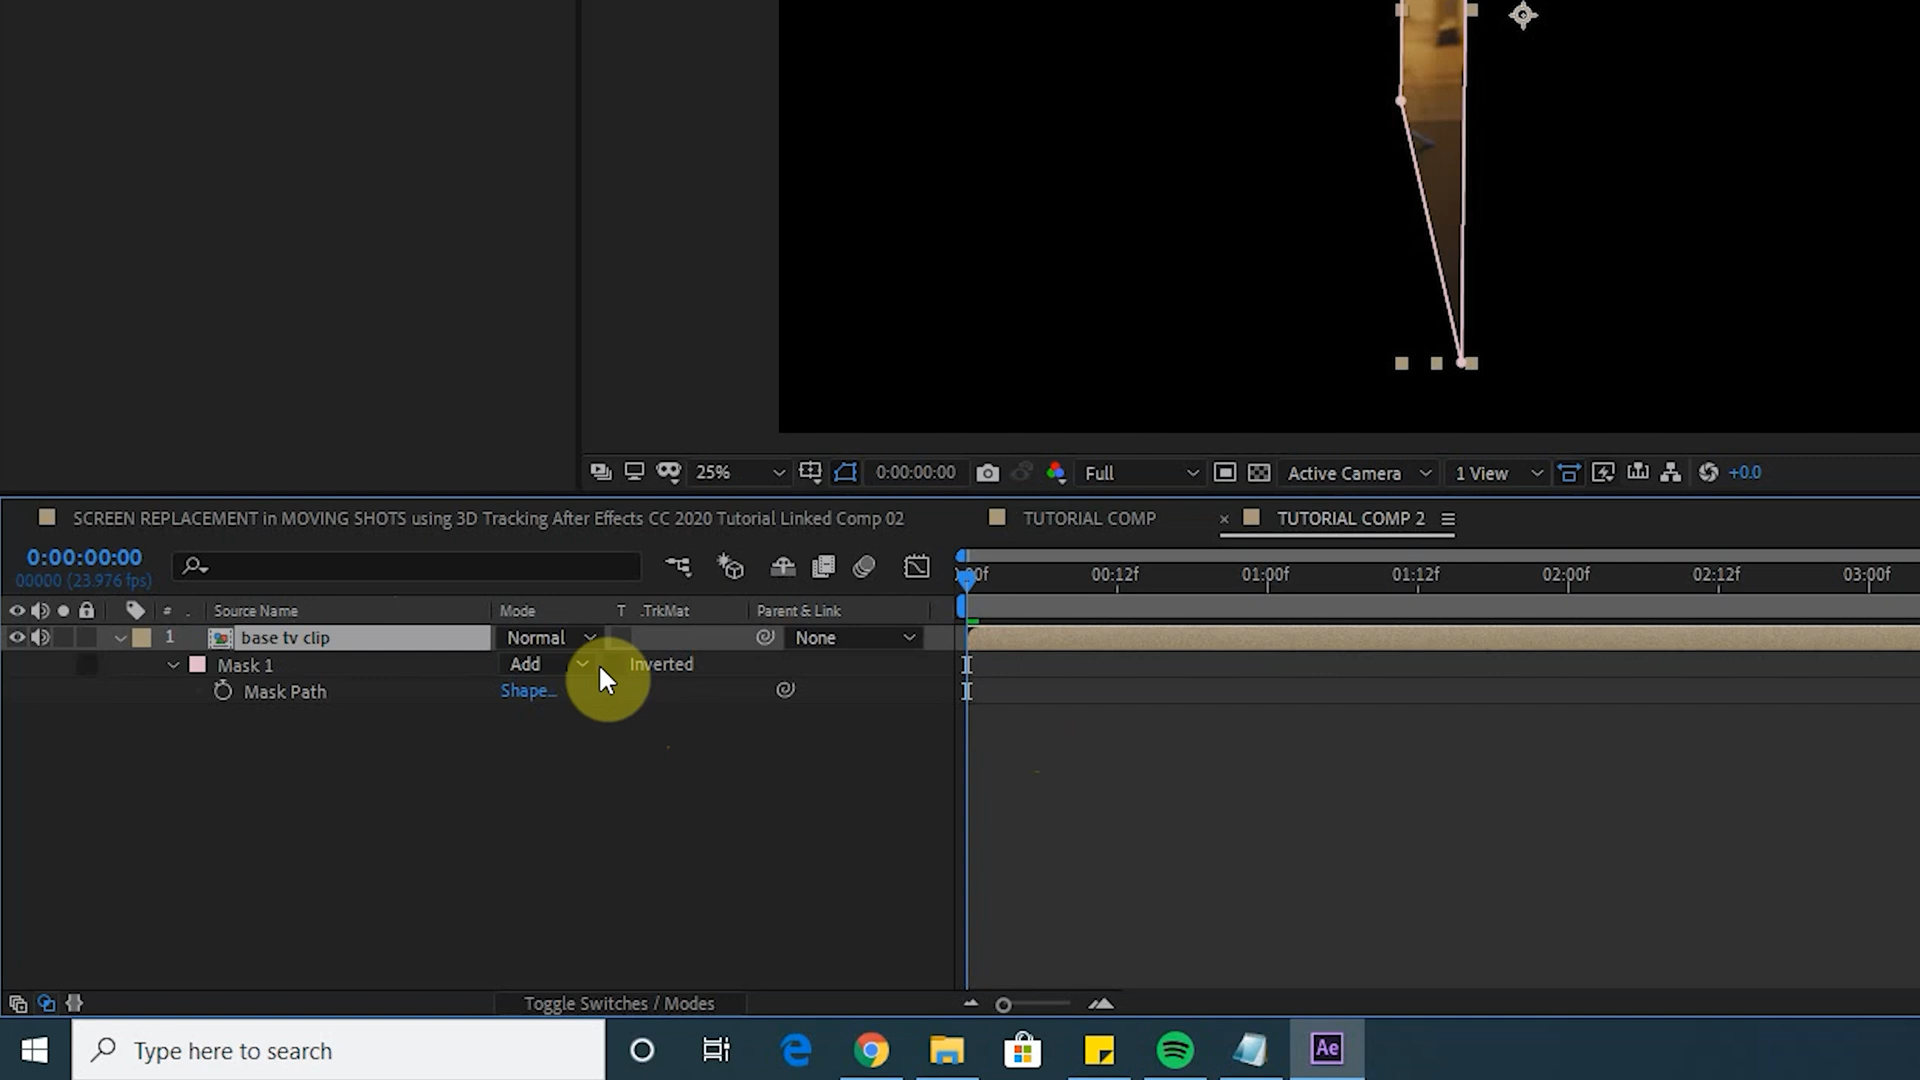 25%
0:00:00:00
Full
Active Camera
1 View
+0.0
SCREEN REPLACEMENT in MOVING SHOTS using 3D Tracking After Effects CC 2020 Tutorial Linked Comp 02
TUTORIAL COMP
× TUTORIAL COMP 2
0:00:00:00
00000 (23.976 fps)
00f 00:12f 01:00f 01:12f 02:00f 02:12f 03:00f
# . Source Name Mode T .TrkMat Parent & Link
1 base tv clip Normal None
Mask 1 Add Inverted
Mask Path Shape...
Toggle Switches / Modes
Type here to search
Ae